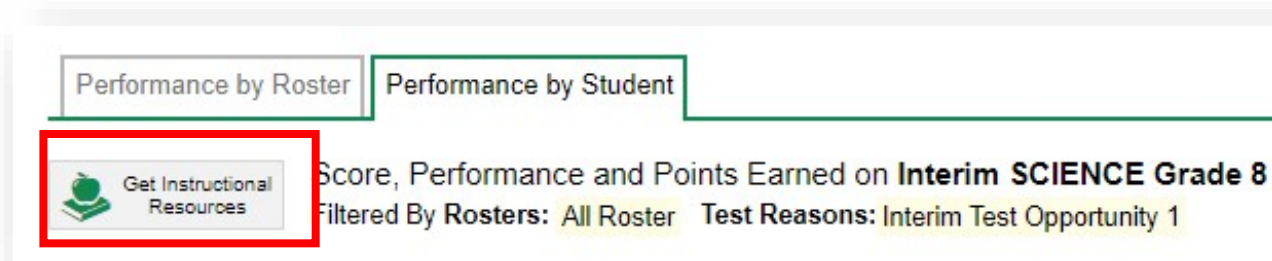 Performance by Roster
Performance by Student
Get Instructional
Resources
Score, Performance and Points Earned on Interim SCIENCE Grade 8
Filtered By Rosters: All Roster Test Reasons: Interim Test Opportunity 1